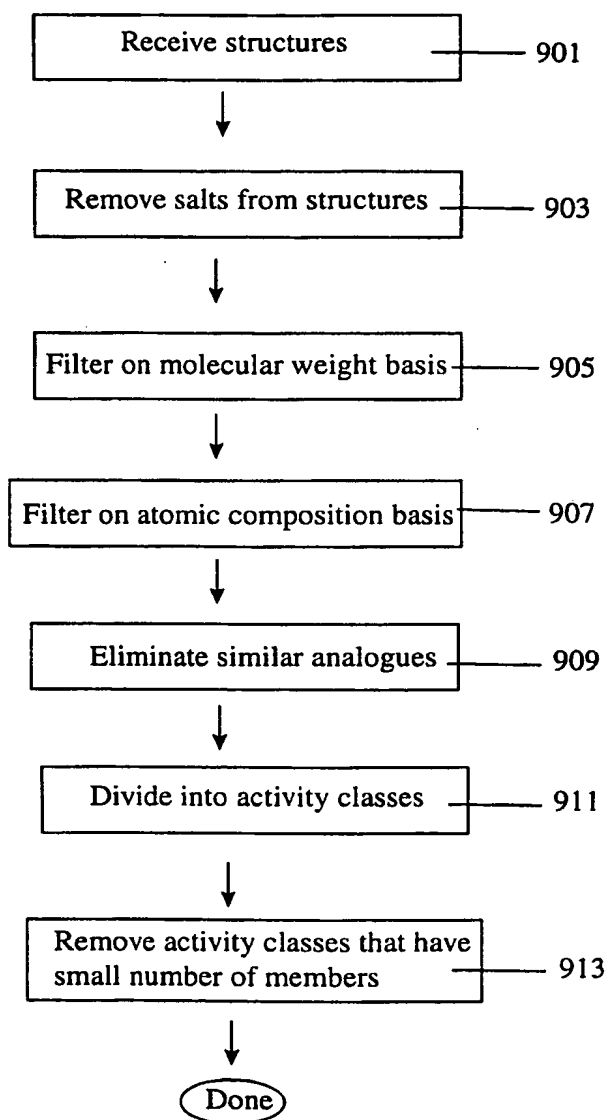 Receive structures
901
Remove salts from structures
903
Filter on molecular weight basis
905
Filter on atomic composition basis
907
Eliminate similar analogues
909
Divide into activity classes
911
Remove activity classes that have
small number of members
913
Done